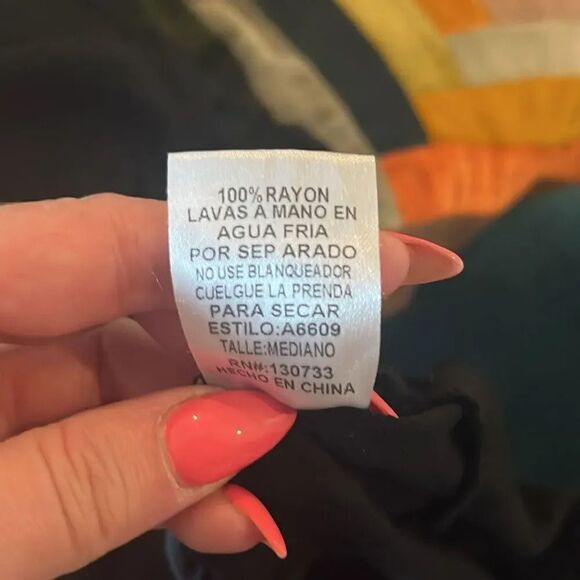 100% RAYON
LAVAS A MANO EN
AGUA FRIA
POR SEP ARADO
NO USE BLANQUEADOR
CUELGUE LA PRENDA
PARA SECAR
ESTILO:A6609
TALLE:MEDIANO
RN#:130733
HECHO EN CHINA